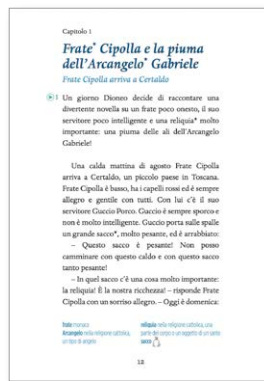 Capitolo 1
Frate* Cipolla e la piuma
dell'Arcangelo* Gabriele
Frate Cipolla arriva a Certaldo
1 Un giorno Dioneo decide di raccontare una
divertente novella su un frate poco onesto, il suo
servitore poco intelligente e una reliquia* molto
importante: una piuma delle ali dell'Arcangelo
Gabriele!
Una calda mattina di agosto Frate Cipolla
arriva a Certaldo, un piccolo paese in Toscana.
Frate Cipolla è basso, ha i capelli rossi ed è sempre
allegro e gentile con tutti. Con lui c'è il suo
servitore Guccio Porco. Guccio è sempre sporco e
non è molto intelligente. Guccio porta sulle spalle
un grande sacco*, molto pesante, ed è arrabbiato:
– Questo sacco è pesante! Non posso
camminare con questo caldo e con questo sacco
tanto pesante!
– In quel sacco c'è una cosa molto importante:
la reliquia! È la nostra ricchezza! – risponde Frate
Cipolla con un sorriso allegro. – Oggi è domenica:
frate monaco
Arcangelo nella religione cattolica,
un tipo di angelo
reliquia nella religione cattolica, una
parte del corpo o un oggetto di un santo
sacco
13